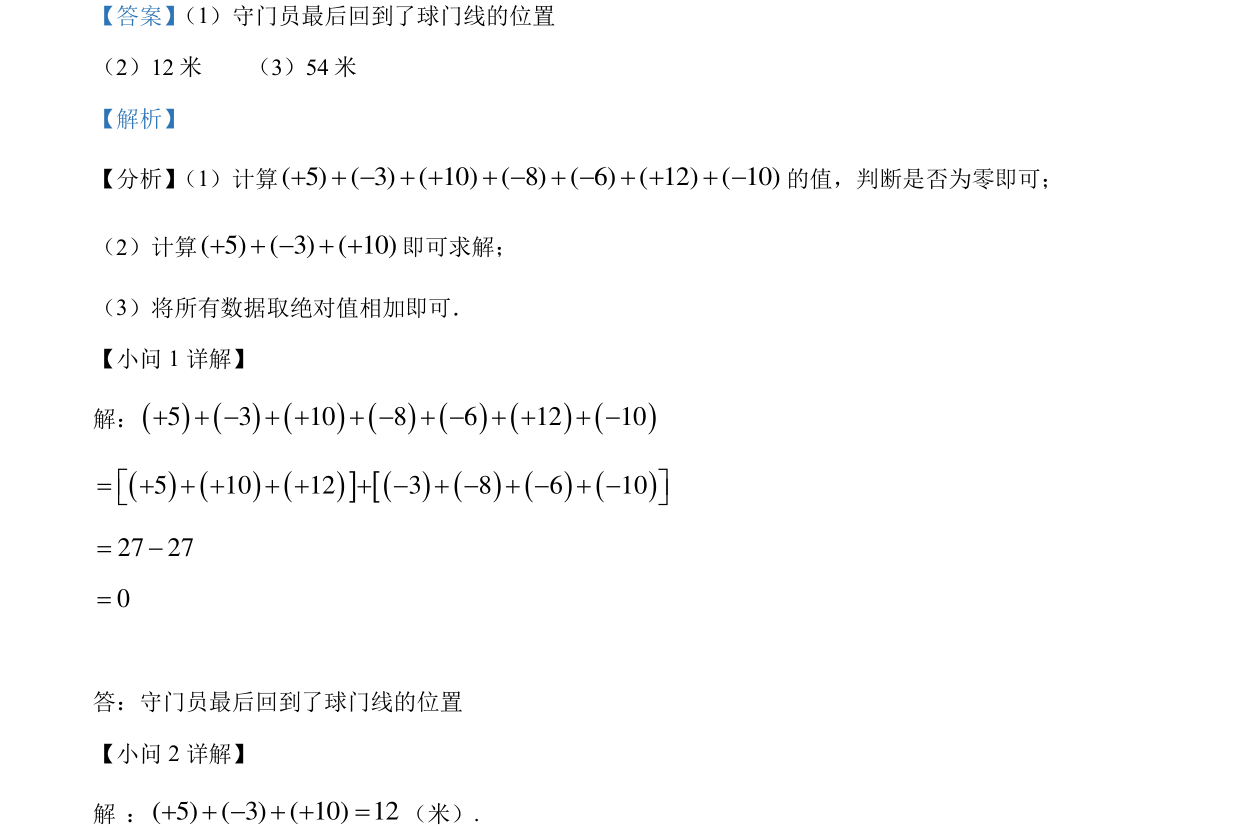 【答案】（1）守门员最后回到了球门线的位置
（2）12 米　　（3）54 米
【解析】
【分析】（1）计算(+5)+(−3)+(+10)+(−8)+(−6)+(+12)+(−10) 的值，判断是否为零即可；
（2）计算(+5)+(−3)+(+10)即可求解；
（3）将所有数据取绝对值相加即可．
【小问 1 详解】
解：(+5)+(−3)+(+10)+(−8)+(−6)+(+12)+(−10)
=[(+5)+(+10)+(+12)]+[(−3)+(−8)+(−6)+(−10)]
=27−27
=0
答：守门员最后回到了球门线的位置
【小问 2 详解】
解 ：(+5)+(−3)+(+10)=12（米）.